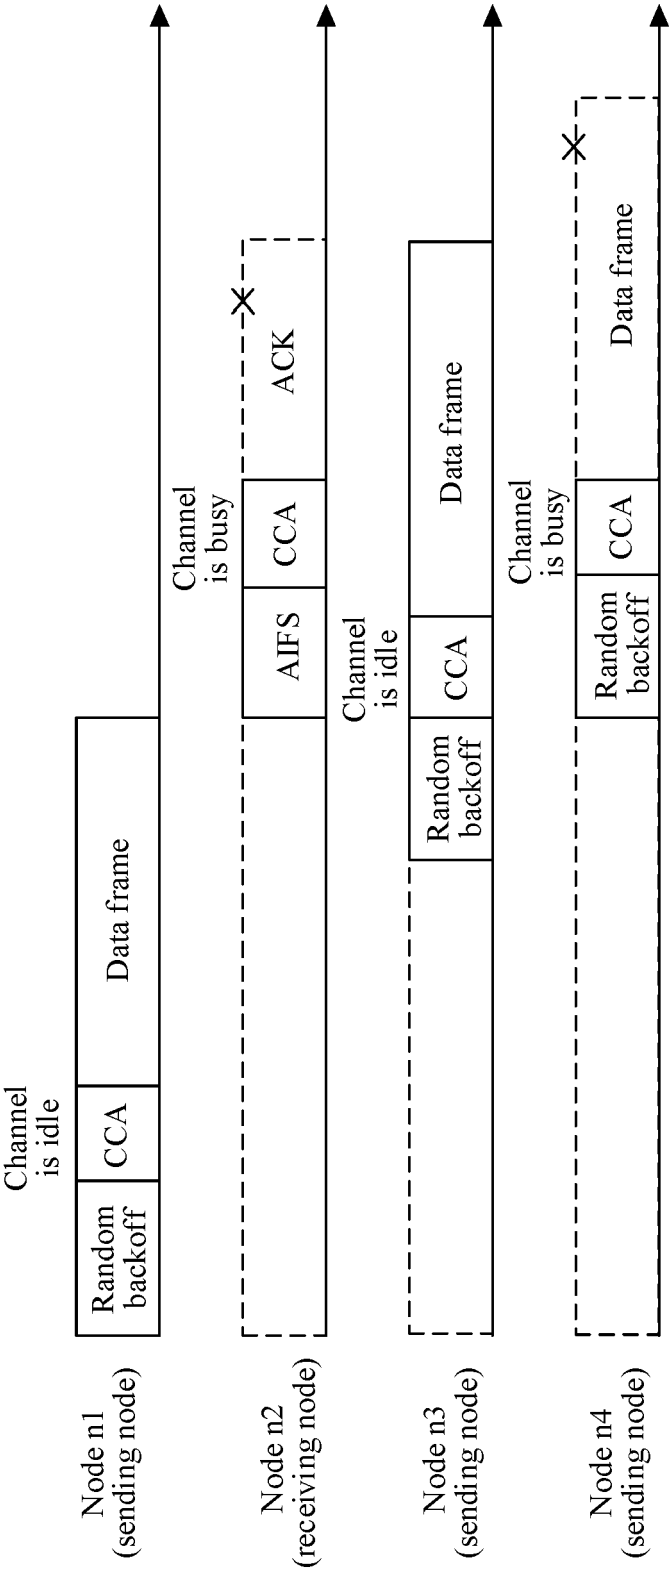 Node n1
(sending node)
Random
backoff
CCA
Channel
is idle
Data frame
Node n2
(receiving node)
AIFS
CCA
Channel
is busy
ACK
Node n3
(sending node)
Random
backoff
CCA
Channel
is idle
Data frame
Node n4
(sending node)
Random
backoff
CCA
Channel
is busy
Data frame